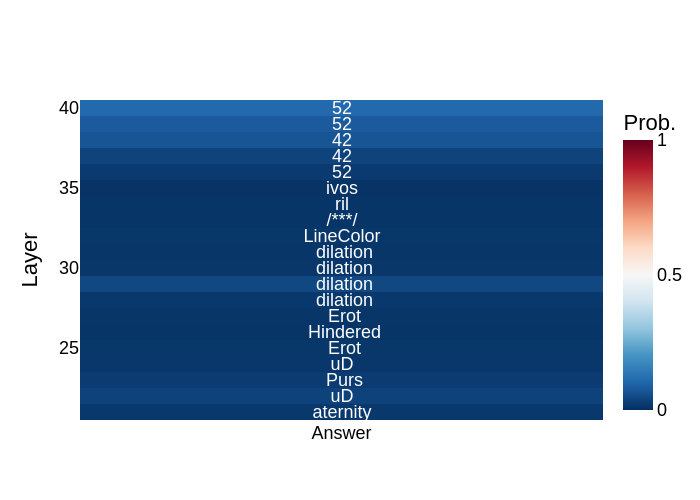 Prob.
40
52
1
52
42
42
52
35
ivos
ril
/***/
LineColor
dilation
Layer
30
dilation
0.5
dilation
dilation
Erot
Hindered
25
Erot
uD
Purs
uD
aternity
0
Answer